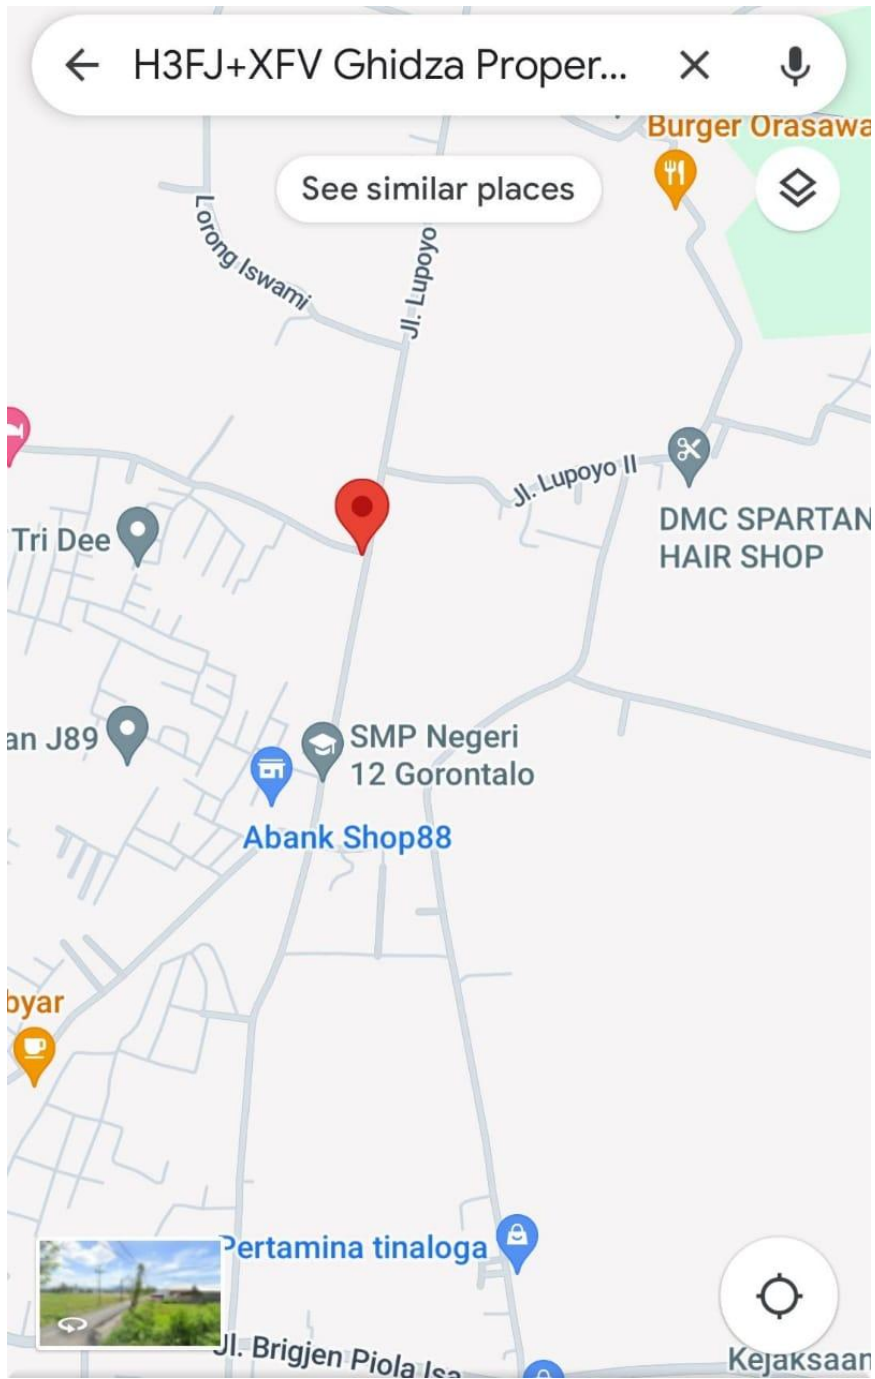 H3FJ+XFV Ghidza Proper...
Burger Orasawa
See similar places
Lorong Iswami
Jl. Lupoyo
Jl. Lupoyo II
DMC SPARTAN
HAIR SHOP
Tri Dee
an J89
SMP Negeri
12 Gorontalo
Abank Shop88
byar
Pertamina tinaloga
Jl. Brigjen Piola Isa
Kejaksaan